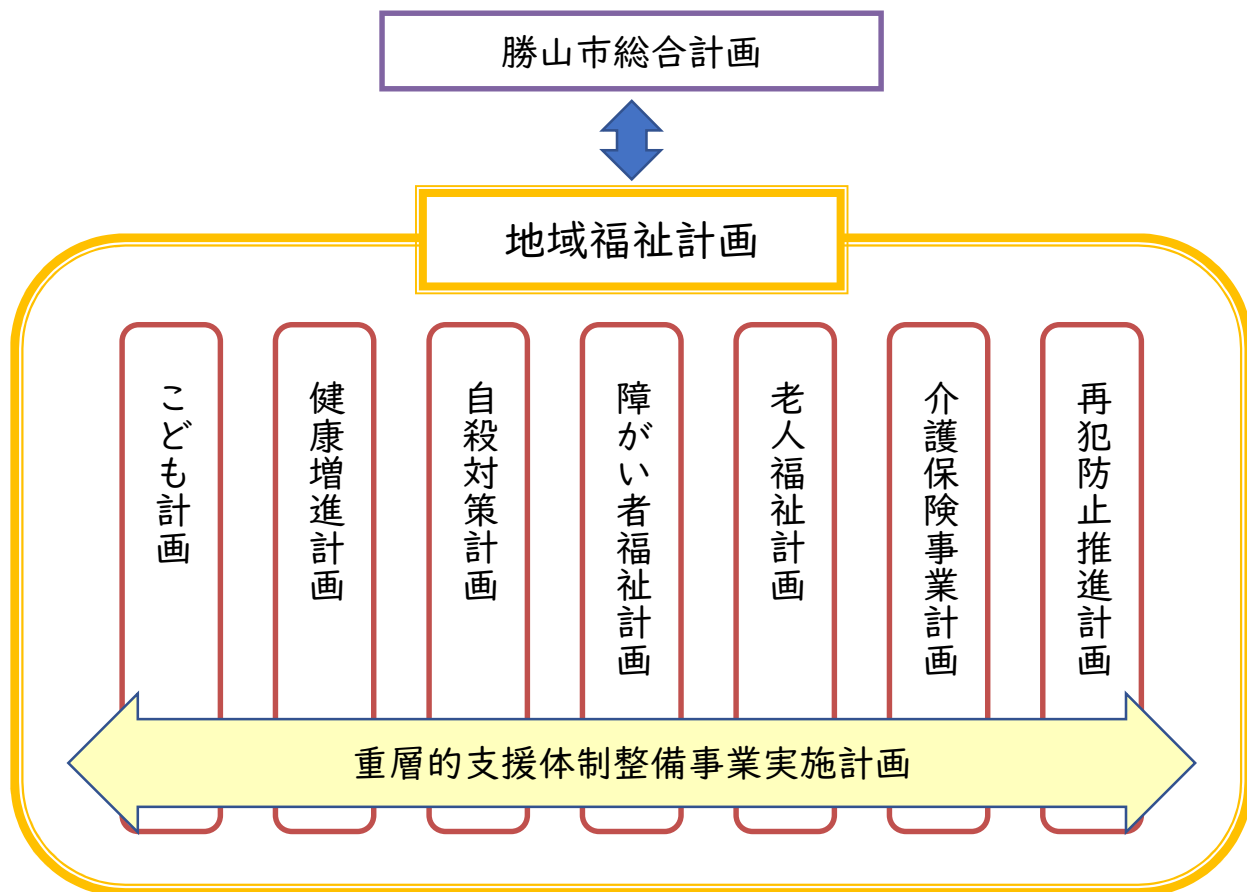 勝山市総合計画
地域福祉計画
こども計画
健康増進計画
自殺対策計画
障がい者福祉計画
老人福祉計画
介護保険事業計画
再犯防止推進計画
重層的支援体制整備事業実施計画